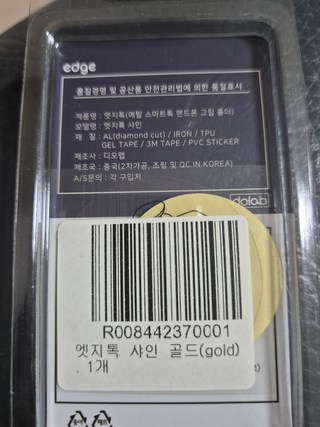 edge
품질경영 및 공산품 안전관리법에 의한 품질표시
제품명 : 엣지톡(메탈 스마트톡 핸드폰 그립 홀더)
모델명 : 엣지톡 샤인
재 질 : AL(diamond cut) / IRON / TPU
GEL TAPE / 3M TAPE / PVC STICKER
제조사 : 디오랩
제조국 : 중국(2차가공, 조립 및 QC IN KOREA)
A/S문의 : 각 구입처
dolab
R008442370001
엣지톡 샤인 골드(gold)
, 1개